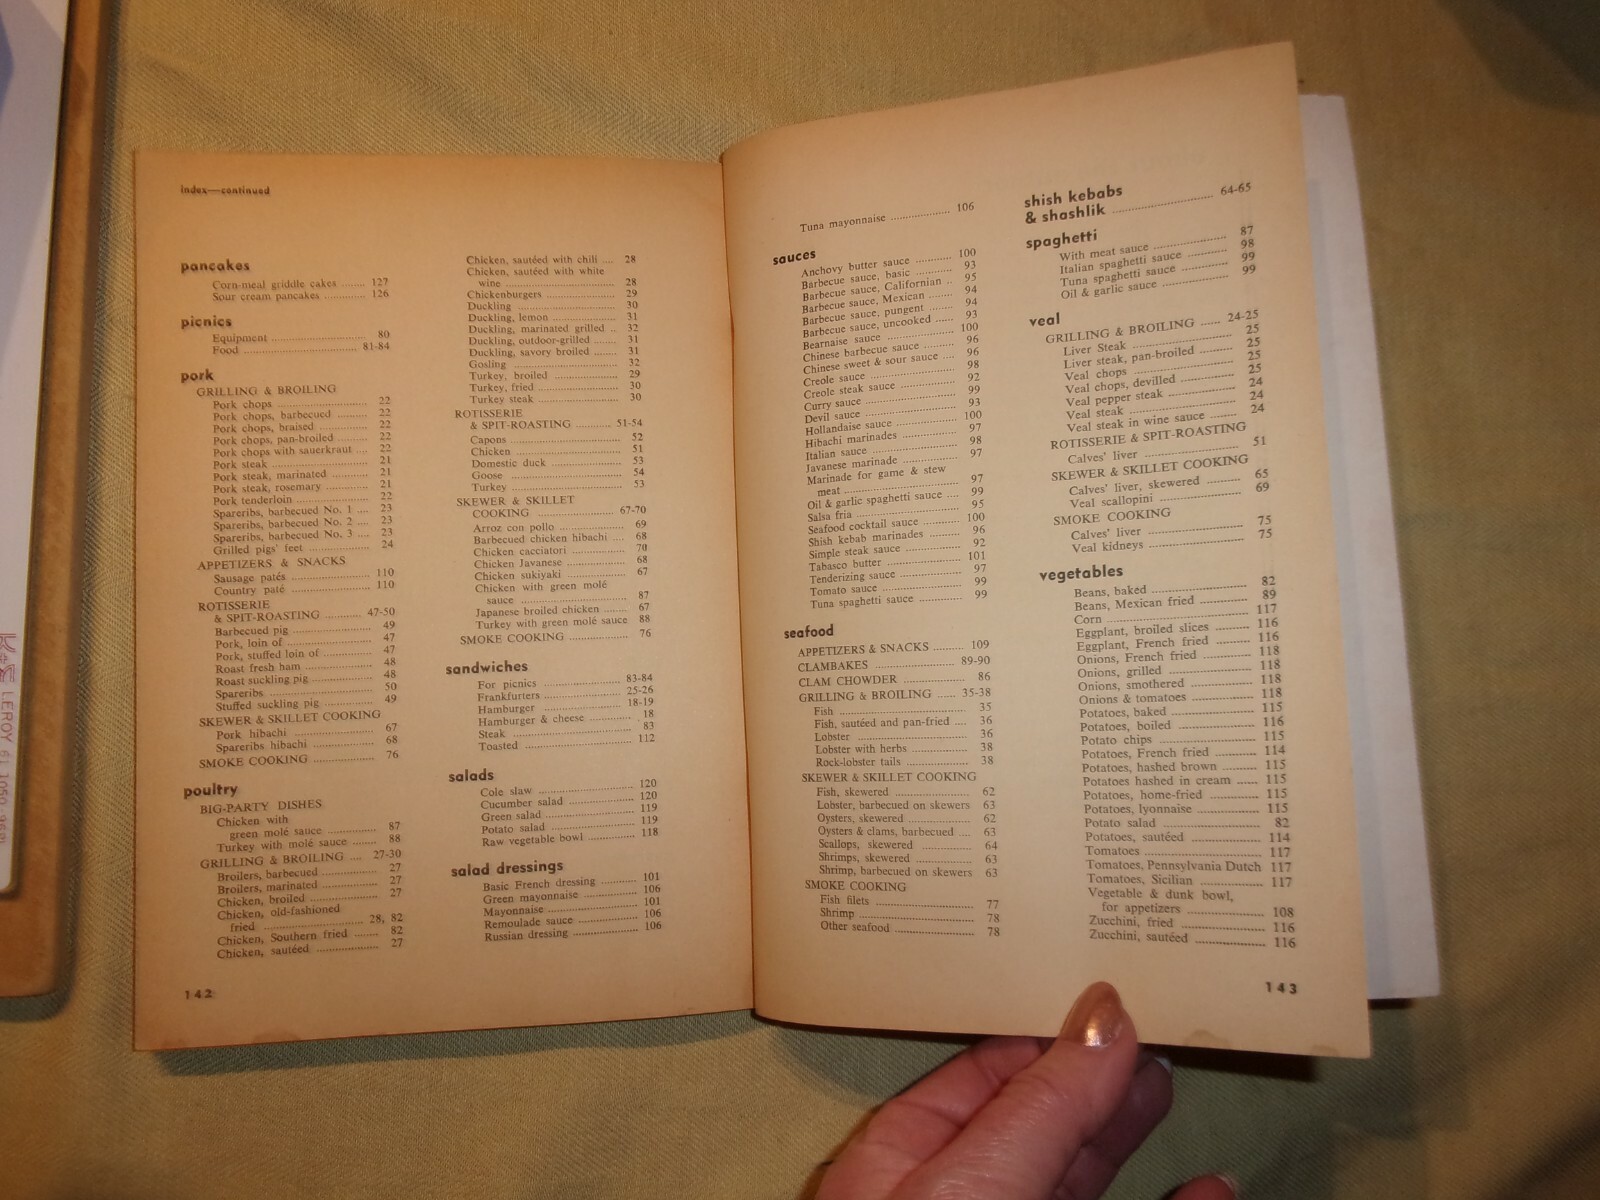 index—continued
pancakes
Corn-meal griddle cakes ........ 127
Sour cream pancakes ............. 126
picnics
Equipment ........ 80
Food ........ 81-84
pork
GRILLING & BROILING
Pork chops ........ 22
Pork chops, barbecued ........ 22
Pork chops, braised ........ 22
Pork chops, pan-broiled ........ 22
Pork chops with sauerkraut .... 22
Pork steak ........ 21
Pork steak, marinated ........ 21
Pork steak, rosemary ........ 21
Pork tenderloin ........ 22
Spareribs, barbecued No. 1 .... 23
Spareribs, barbecued No. 2 .... 23
Spareribs, barbecued No. 3 .... 23
Grilled pigs' feet ........ 24
APPETIZERS & SNACKS
Sausage patés ........ 110
Country paté ........ 110
ROTISSERIE
& SPIT-ROASTING ........ 47-50
Barbecued pig ........ 49
Pork, loin of ........ 47
Pork, stuffed loin of ........ 47
Roast fresh ham ........ 48
Roast suckling pig ........ 48
Spareribs ........ 50
Stuffed suckling pig ........ 49
SKEWER & SKILLET COOKING
Pork hibachi ........ 67
Spareribs hibachi ........ 68
SMOKE COOKING ........ 76
poultry
BIG-PARTY DISHES
Chicken with
green molé sauce ........ 87
Turkey with molé sauce ........ 88
GRILLING & BROILING .... 27-30
Broilers, barbecued ........ 27
Broilers, marinated ........ 27
Chicken, broiled ........ 27
Chicken, old-fashioned
fried ........ 28, 82
Chicken, Southern fried ........ 82
Chicken, sautéed ........ 27
142
Chicken, sautéed with chili .... 28
Chicken, sautéed with white
wine ........ 28
Chickenburgers ........ 29
Duckling ........ 30
Duckling, lemon ........ 31
Duckling, marinated grilled .. 32
Duckling, outdoor-grilled ....... 31
Duckling, savory broiled ....... 31
Gosling ........ 32
Turkey, broiled ........ 29
Turkey, fried ........ 30
Turkey steak ........ 30
ROTISSERIE
& SPIT-ROASTING ........ 51-54
Capons ........ 52
Chicken ........ 51
Domestic duck ........ 53
Goose ........ 54
Turkey ........ 53
SKEWER & SKILLET
COOKING ........ 67-70
Arroz con pollo ........ 69
Barbecued chicken hibachi .... 68
Chicken cacciatori ........ 70
Chicken Javanese ........ 68
Chicken sukiyaki ........ 67
Chicken with green molé
sauce ........ 87
Japanese broiled chicken ....... 67
Turkey with green molé sauce 88
SMOKE COOKING ........ 76
sandwiches
For picnics ........ 83-84
Frankfurters ........ 25-26
Hamburger ........ 18-19
Hamburger & cheese ........ 18
Steak ........ 83
Toasted ........ 112
salads
Cole slaw ........ 120
Cucumber salad ........ 120
Green salad ........ 119
Potato salad ........ 119
Raw vegetable bowl ........ 118
salad dressings
Basic French dressing ........ 101
Green mayonnaise ........ 106
Mayonnaise ........ 101
Remoulade sauce ........ 106
Russian dressing ........ 106
Tuna mayonnaise ........ 106
sauces
Anchovy butter sauce ........ 100
Barbecue sauce, basic ........ 93
Barbecue sauce, Californian .. 95
Barbecue sauce, Mexican ........ 94
Barbecue sauce, pungent ....... 94
Barbecue sauce, uncooked ..... 93
Bearnaise sauce ........ 100
Chinese barbecue sauce ........ 96
Chinese sweet & sour sauce .... 96
Creole sauce ........ 98
Creole steak sauce ........ 92
Curry sauce ........ 99
Devil sauce ........ 93
Hollandaise sauce ........ 100
Hibachi marinades ........ 97
Italian sauce ........ 98
Javanese marinade ........ 97
Marinade for game & stew
meat ........ 97
Oil & garlic spaghetti sauce .... 99
Salsa fria ........ 95
Seafood cocktail sauce ........ 100
Shish kebab marinades ........ 96
Simple steak sauce ........ 92
Tabasco butter ........ 101
Tenderizing sauce ........ 97
Tomato sauce ........ 99
Tuna spaghetti sauce ........ 99
seafood
APPETIZERS & SNACKS ........ 109
CLAMBAKES ........ 89-90
CLAM CHOWDER ........ 86
GRILLING & BROILING ...... 35-38
Fish ........ 35
Fish, sautéed and pan-fried .... 36
Lobster ........ 36
Lobster with herbs ........ 38
Rock-lobster tails ........ 38
SKEWER & SKILLET COOKING
Fish, skewered ........ 62
Lobster, barbecued on skewers 63
Oysters, skewered ........ 62
Oysters & clams, barbecued .... 63
Scallops, skewered ........ 64
Shrimps, skewered ........ 63
Shrimp, barbecued on skewers 63
SMOKE COOKING
Fish filets ........ 77
Shrimp ........ 78
Other seafood ........ 78
shish kebabs
& shashlik ........ 64-65
spaghetti
With meat sauce ........ 87
Italian spaghetti sauce ........ 98
Tuna spaghetti sauce ........ 99
Oil & garlic sauce ........ 99
veal
GRILLING & BROILING ...... 24-25
Liver Steak ........ 25
Liver steak, pan-broiled ........ 25
Veal chops ........ 25
Veal chops, devilled ........ 25
Veal pepper steak ........ 24
Veal steak ........ 24
Veal steak in wine sauce ....... 24
ROTISSERIE & SPIT-ROASTING
Calves' liver ........ 51
SKEWER & SKILLET COOKING
Calves' liver, skewered ........ 65
Veal scallopini ........ 69
SMOKE COOKING
Calves' liver ........ 75
Veal kidneys ........ 75
vegetables
Beans, baked ........ 82
Beans, Mexican fried ........ 89
Corn ........ 117
Eggplant, broiled slices ........ 116
Eggplant, French fried ........ 116
Onions, French fried ........ 118
Onions, grilled ........ 118
Onions, smothered ........ 118
Onions & tomatoes ........ 118
Potatoes, baked ........ 115
Potatoes, boiled ........ 116
Potato chips ........ 115
Potatoes, French fried ........ 114
Potatoes, hashed brown ........ 115
Potatoes hashed in cream ...... 115
Potatoes, home-fried ........ 115
Potatoes, lyonnaise ........ 115
Potato salad ........ 82
Potatoes, sautéed ........ 114
Tomatoes ........ 117
Tomatoes, Pennsylvania Dutch 117
Tomatoes, Sicilian ........ 117
Vegetable & dunk bowl,
for appetizers ........ 108
Zucchini, fried ........ 116
Zucchini, sautéed ........ 116
143
K+E LEROY